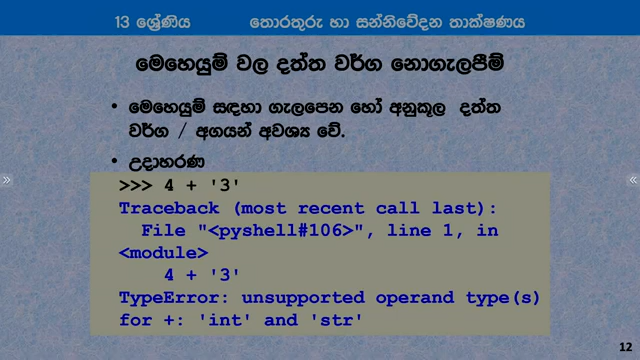 13 ශ්‍රේණිය තොරතුරු හා සන්නිවේදන තාක්ෂණය
මෙහෙයුම් වල දත්ත වර්ග නොගැලපීම්
• මෙහෙයුම් සඳහා ගැලපෙන හෝ අනුකූල දත්ත
වර්ග / අගයන් අවශ්‍ය වේ.
• උදාහරණ
>>> 4 + '3'
Traceback (most recent call last):
File "<pyshell#106>", line 1, in
<module>
4 + '3'
TypeError: unsupported operand type(s)
for +: 'int' and 'str'
12